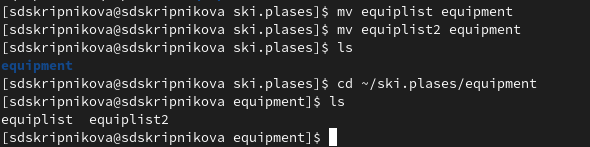 [sdskripnikova@sdskripnikova ski.plases]$ mv equiplist equipment
[sdskripnikova@sdskripnikova ski.plases]$ mv equiplist2 equipment
[sdskripnikova@sdskripnikova ski.plases]$ ls
equipment
[sdskripnikova@sdskripnikova ski.plases]$ cd ~/ski.plases/equipment
[sdskripnikova@sdskripnikova equipment]$ ls
equiplist  equiplist2
[sdskripnikova@sdskripnikova equipment]$